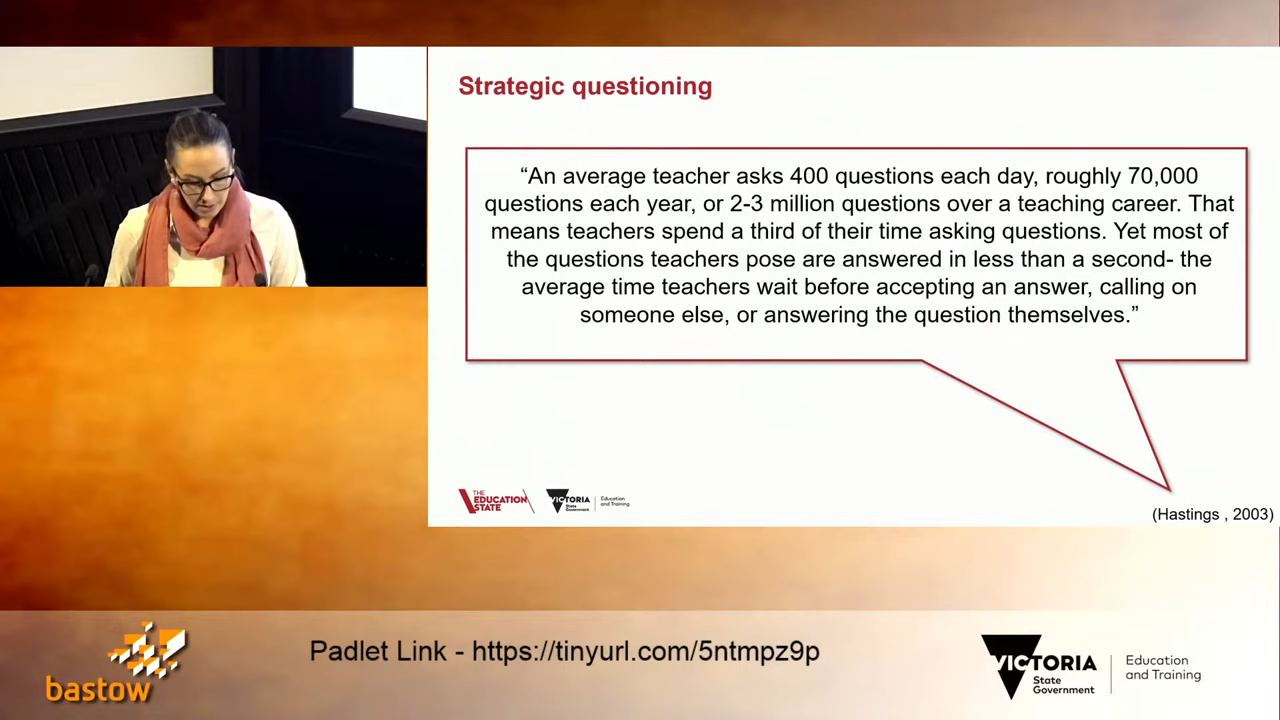 Strategic questioning
“An average teacher asks 400 questions each day, roughly 70,000
questions each year, or 2-3 million questions over a teaching career. That
means teachers spend a third of their time asking questions. Yet most of
the questions teachers pose are answered in less than a second- the
average time teachers wait before accepting an answer, calling on
someone else, or answering the question themselves.”
THE
EDUCATION
STATE
VICTORIA
State
Government
Education
and Training
(Hastings , 2003)
bastow
Padlet Link - https://tinyurl.com/5ntmpz9p
VICTORIA
State
Government
Education
and Training